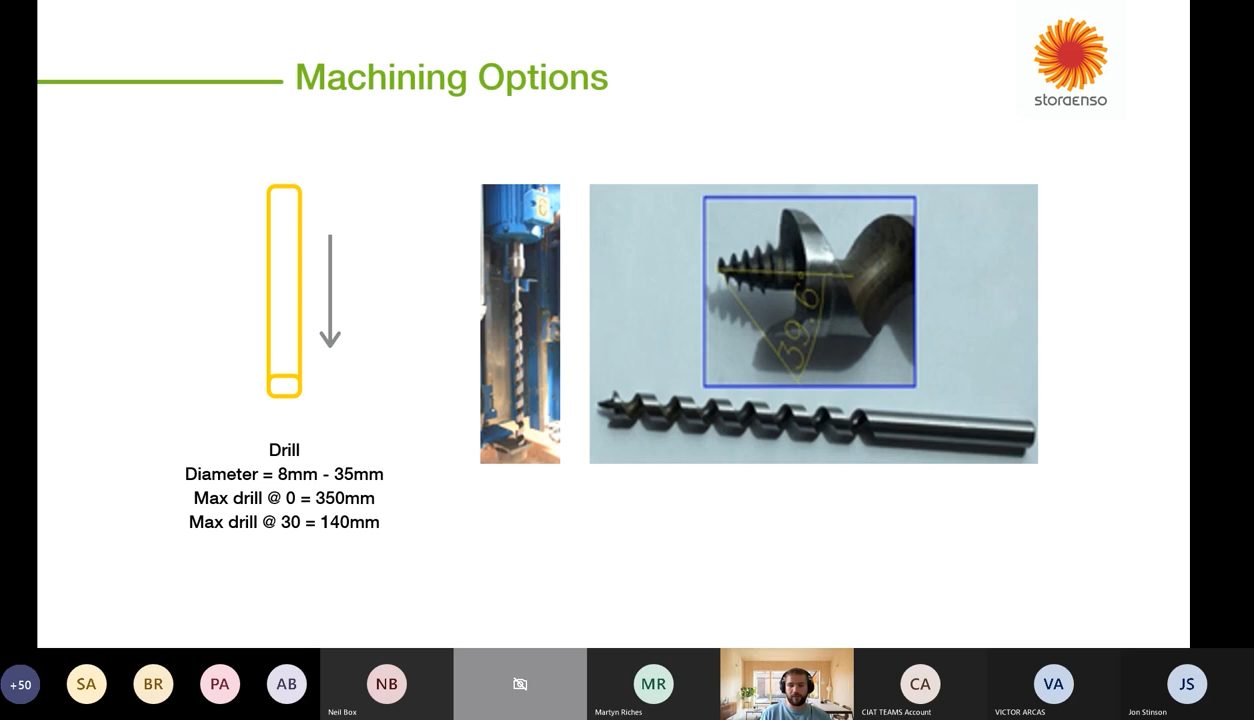 Machining Options
storaenso
39.6°
Drill
Diameter = 8mm - 35mm
Max drill @ 0 = 350mm
Max drill @ 30 = 140mm
+50
SA
BR
PA
AB
NB
Neil Box
MR
Martyn Riches
CA
CIAT TEAMS Account
VA
VICTOR ARCAS
JS
Jon Stinson